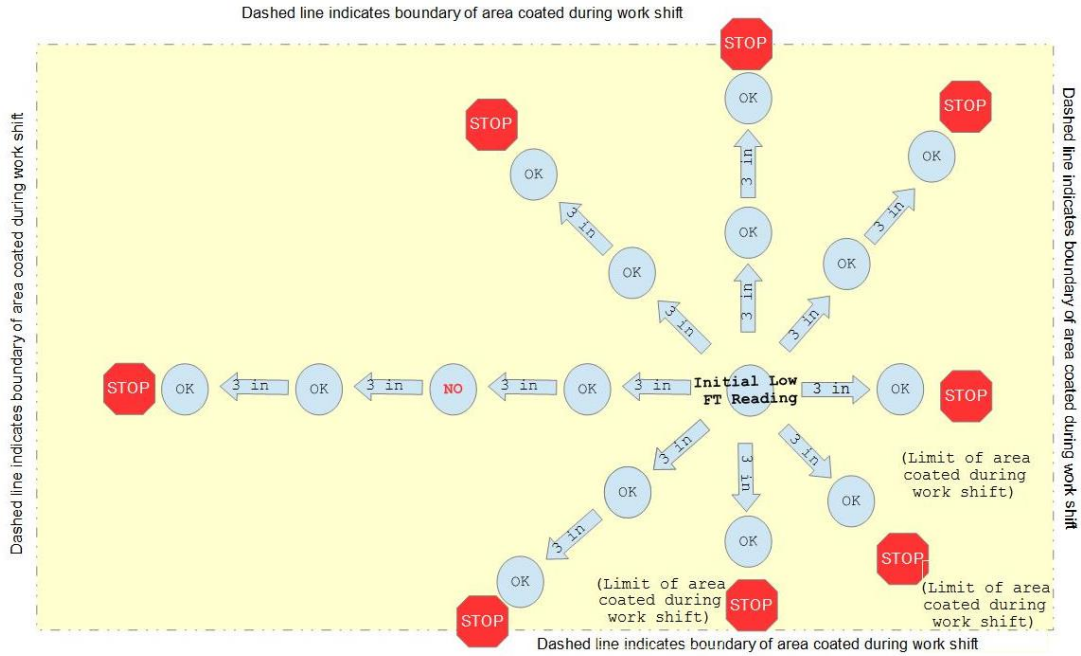 Dashed line indicates boundary of area coated during work shift
STOP
OK
STOP
STOP
OK
3 in
OK
OK
3 in
3 in
OK
OK
OK
3 in
3 in
3 in
Dashed line indicates boundary of area coated during work shift
Dashed line indicates boundary of area coated during work shift
STOP
OK
3 in
OK
3 in
NO
3 in
OK
3 in
Initial Low
FT Reading
3 in
OK
STOP
3 in
3 in
3 in
(Limit of area
coated during
work shift)
OK
OK
3 in
OK
STOP
OK
STOP
(Limit of area
coated during
work shift)
STOP
(Limit of area
coated during
work shift)
Dashed line indicates boundary of area coated during work shift